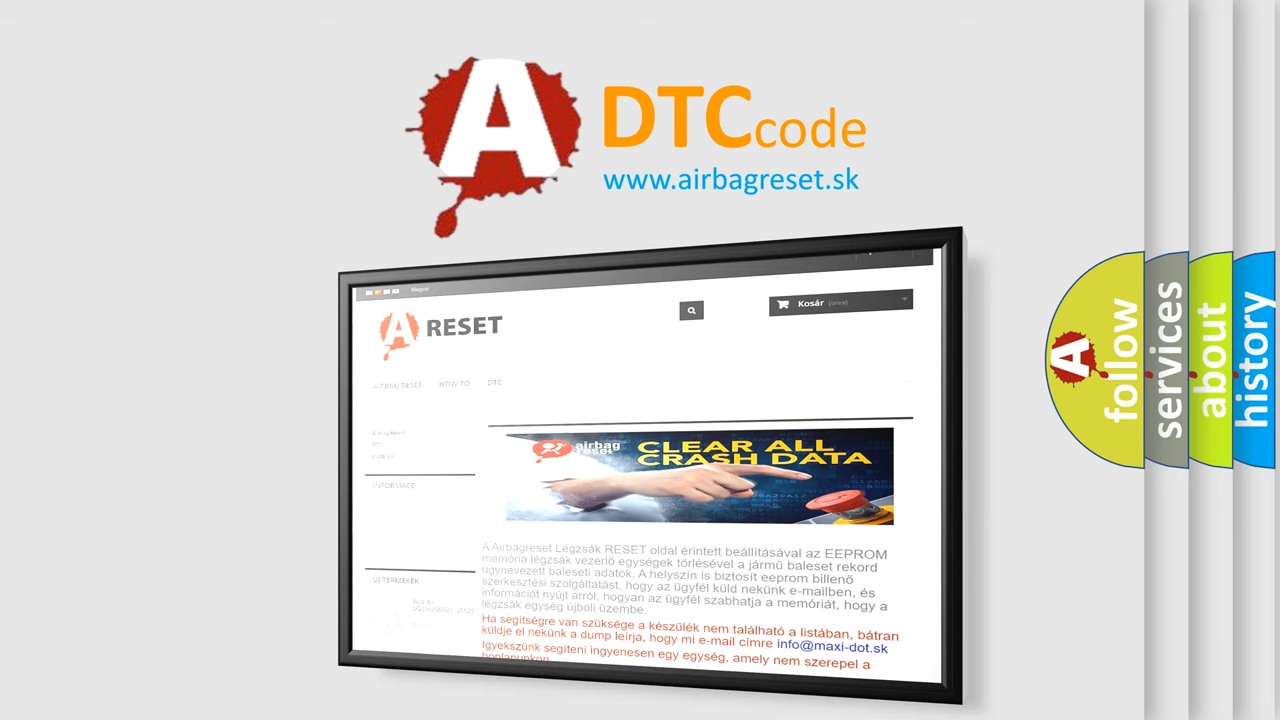 A DTC code
www.airbagreset.sk
Magyar
A RESET
Kosár (üres)
AIRBAG RESET HOW TO DTC
INFORMACE
ÚJ TERMÉKEK
airbag
reset
CLEAR ALL
CRASH DATA
A Airbagreset Légzsák RESET oldal érintett beállításával az EEPROM
memória légzsák vezérlő egységek törlésével a jármű baleset rekord
úgynevezett baleseti adatok. A helyszín is biztosít eeprom billenő
szerkesztési szolgáltatást, hogy az ügyfél küld nekünk e-mailben, és
információt nyújt arról, hogyan az ügyfél szabhatja a memóriát, hogy a
légzsák egység újbóli üzembe.
Ha segítségre van szüksége a készülék nem található a listában, bátran
küldje el nekünk a dump leírja, hogy mi e-mail címre info@maxi-dot.sk
Igyekszünk segíteni ingyenesen egy egység, amely nem szerepel a
honlapunkon
A follow
services
about
history